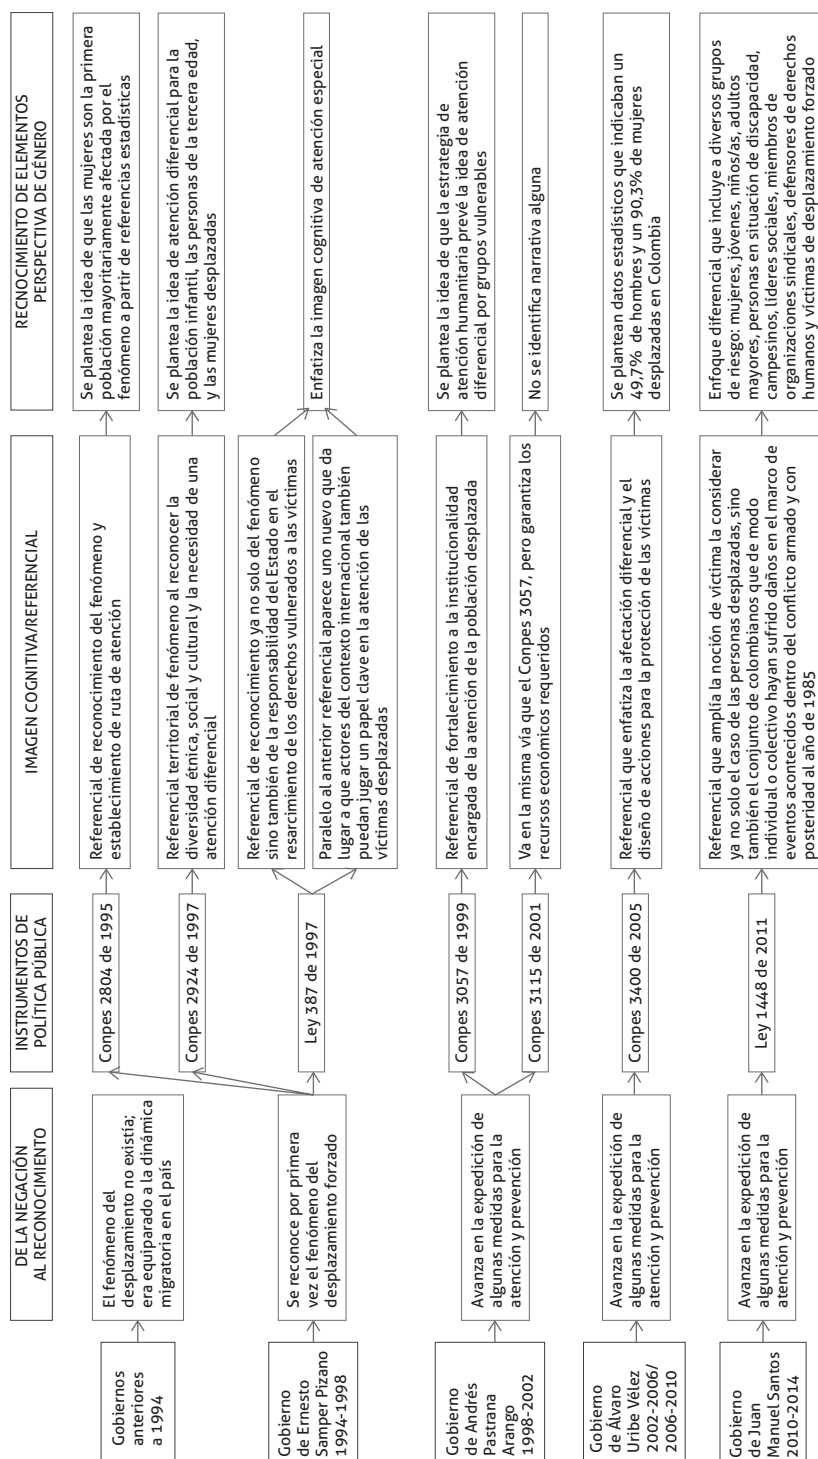 DE LA NEGACIÓN
AL RECONOCIMIENTO
INSTRUMENTOS DE
POLÍTICA PÚBLICA
IMAGEN COGNITIVA/REFERENCIAL
RECNOCIMIENTO DE ELEMENTOS
PERSPECTIVA DE GÉNERO
Gobiernos
anteriores
a 1994
El fenómeno del
desplazamiento no existía;
era equiparado a la dinámica
migratoria en el país
Gobierno
de Ernesto
Samper Pizano
1994-1998
Se reconoce por primera
vez el fenómeno del
desplazamiento forzado
Conpes 2804 de 1995
Referencial de reconocimiento del fenómeno y
establecimiento de ruta de atención
Se plantea la idea de que las mujeres son la primera
población mayoritariamente afectada por el
fenómeno a partir de referencias estadísticas
Conpes 2924 de 1997
Referencial territorial de fenómeno al reconocer la
diversidad étnica, social y cultural y la necesidad de una
atención diferencial
Se plantea la idea de atención diferencial para la
población infantil, las personas de la tercera edad,
y las mujeres desplazadas
Ley 387 de 1997
Referencial de reconocimiento ya no solo del fenómeno
sino también de la responsabilidad del Estado en el
resarcimiento de los derechos vulnerados a las víctimas
Paralelo al anterior referencial aparece uno nuevo que da
lugar a que actores del contexto internacional también
puedan jugar un papel clave en la atención de las
víctimas desplazadas
Enfatiza la imagen cognitiva de atención especial
Gobierno
de Andrés
Pastrana
Arango
1998-2002
Avanza en la expedición de
algunas medidas para la
atención y prevención
Conpes 3057 de 1999
Referencial de fortalecimiento a la institucionalidad
encargada de la atención de la población desplazada
Se plantea la idea de que la estrategia de
atención humanitaria prevé la idea de atención
diferencial por grupos vulnerables
Conpes 3115 de 2001
Va en la misma vía que el Conpes 3057, pero garantiza los
recursos económicos requeridos
No se identifica narrativa alguna
Gobierno
de Álvaro
Uribe Vélez
2002-2006/
2006-2010
Avanza en la expedición de
algunas medidas para la
atención y prevención
Conpes 3400 de 2005
Referencial que enfatiza la afectación diferencial y el
diseño de acciones para la protección de las víctimas
Se plantean datos estadísticos que indicaban un
49,7% de hombres y un 90,3% de mujeres
desplazadas en Colombia
Gobierno
de Juan
Manuel Santos
2010-2014
Avanza en la expedición de
algunas medidas para la
atención y prevención
Ley 1448 de 2011
Referencial que amplía la noción de víctima la considerar
ya no solo el caso de las personas desplazadas, sino
también el conjunto de colombianos que de modo
individual o colectivo hayan sufrido daños en el marco de
eventos acontecidos dentro del conflicto armado y con
posteridad al año de 1985
Enfoque diferencial que incluye a diversos grupos
de riesgo: mujeres, jóvenes, niños/as, adultos
mayores, personas en situación de discapacidad,
campesinos, líderes sociales, miembros de
organizaciones sindicales, defensores de derechos
humanos y víctimas de desplazamiento forzado